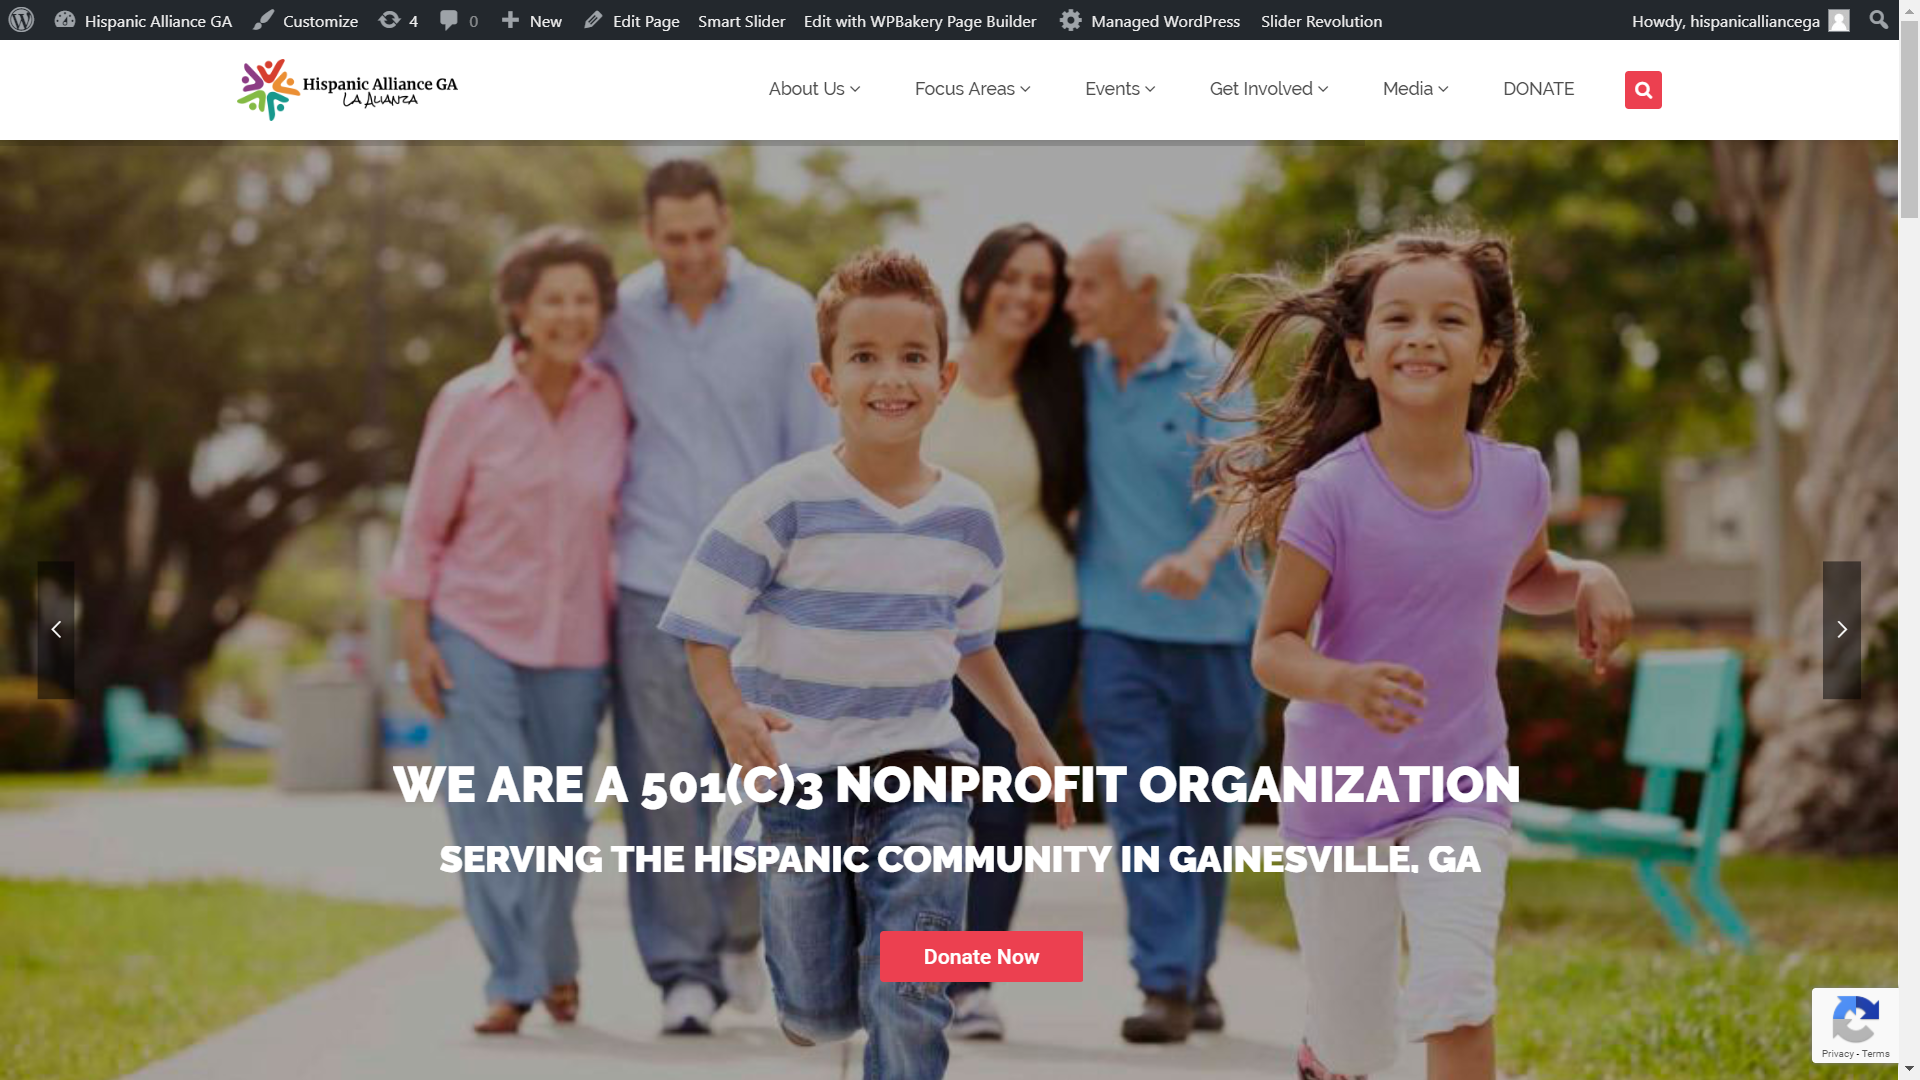 Hispanic Alliance GA Customize 4 0 New Edit Page Smart Slider Edit with WPBakery Page Builder Managed WordPress Slider Revolution Howdy, hispanicalliancega
Hispanic Alliance GA
La Alianza
About Us Focus Areas Events Get Involved Media DONATE
WE ARE A 501(C)3 NONPROFIT ORGANIZATION
SERVING THE HISPANIC COMMUNITY IN GAINESVILLE, GA
Donate Now
Privacy - Terms